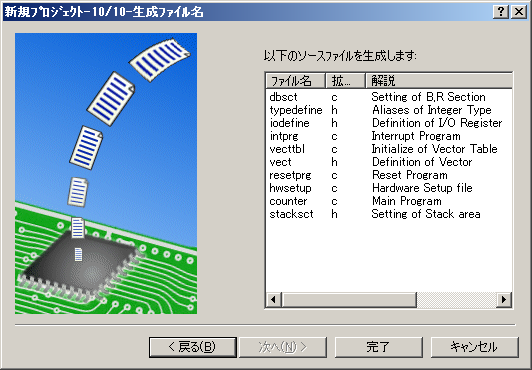 新規プロジェクト-10/10-生成ファイル名
以下のソースファイルを生成します:
ファイル名 拡... 解説
dbsct c Setting of B,R Section
typedefine h Aliases of Integer Type
iodefine h Definition of I/O Register
intprg c Interrupt Program
vecttbl c Initialize of Vector Table
vect h Definition of Vector
resetprg c Reset Program
hwsetup c Hardware Setup file
counter c Main Program
stacksct h Setting of Stack area
< 戻る(B) 次へ(N) > 完了 キャンセル